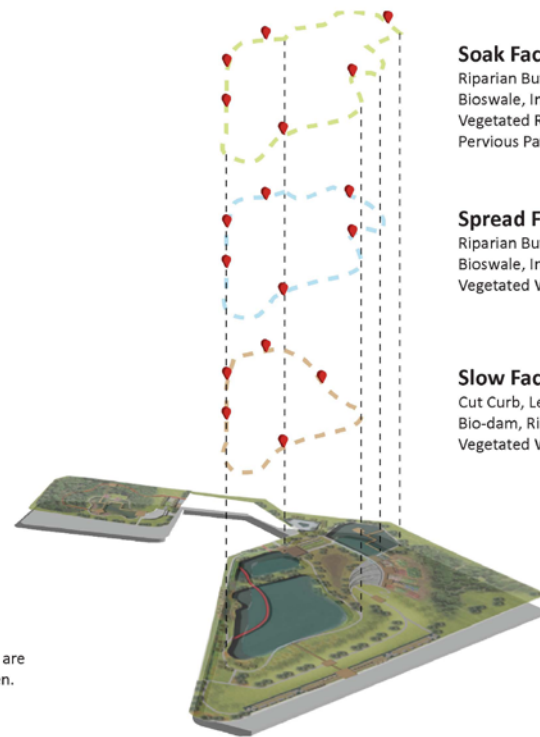 Soak Fac
Riparian Bu
Bioswale, In
Vegetated R
Pervious Pa
Spread F
Riparian Bu
Bioswale, In
Vegetated V
Slow Fac
Cut Curb, Le
Bio-dam, Ri
Vegetated V
are
en.